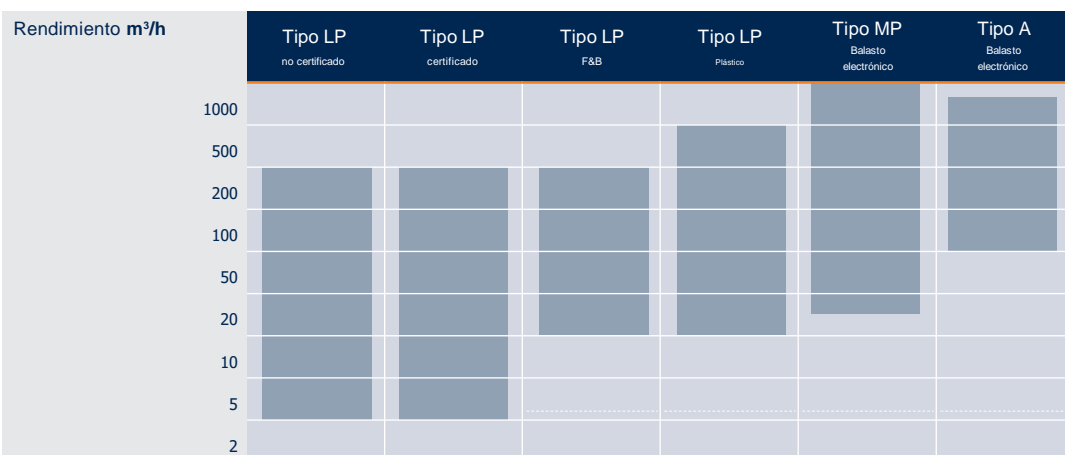 Rendimiento m³/h
Tipo LP
no certificado
Tipo LP
certificado
Tipo LP
F&B
Tipo LP
Plástico
Tipo MP
Balasto
electrónico
Tipo A
Balasto
electrónico
1000
500
200
100
50
20
10
5
2